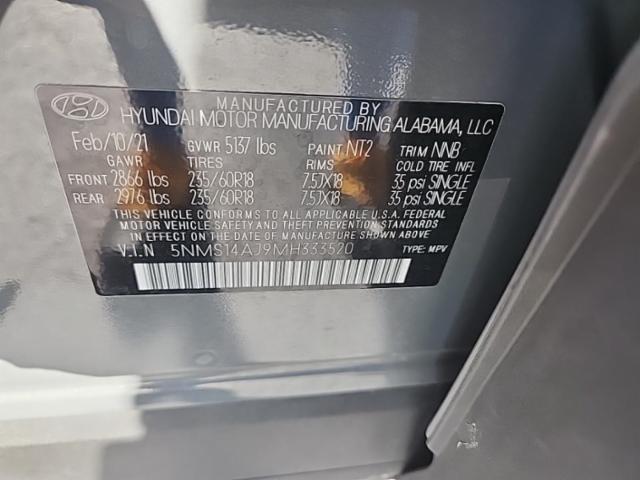 MANUFACTURED BY
HYUNDAI MOTOR MANUFACTURING ALABAMA, LLC
Feb/10/21 GVWR 5137 lbs PAINT NT2 TRIM NNB
GAWR TIRES RIMS COLD TIRE INFL
FRONT 2866 lbs 235/60R18 7.5JX18 35 psi SINGLE
REAR 2976 lbs 235/60R18 7.5JX18 35 psi SINGLE
THIS VEHICLE CONFORMS TO ALL APPLICABLE U.S.A. FEDERAL
MOTOR VEHICLE SAFETY, BUMPER, AND THEFT PREVENTION STANDARDS
IN EFFECT ON THE DATE OF MANUFACTURE SHOWN ABOVE.
V.I.N 5NMS14AJ9MH333520 TYPE: MPV